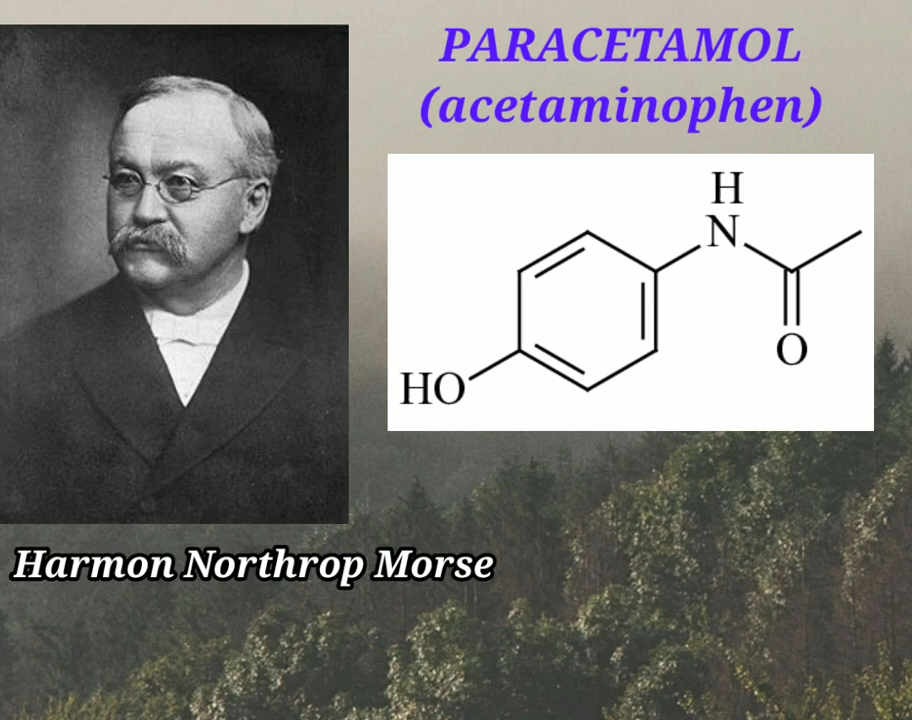 PARACETAMOL
(acetaminophen)
H
N
O
HO
Harmon Northrop Morse